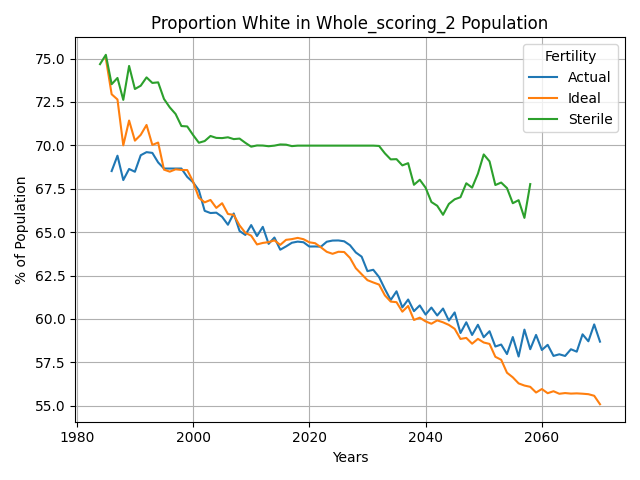 Proportion White in Whole_scoring_2 Population
Fertility
Actual
Ideal
Sterile
% of Population
75.0
72.5
70.0
67.5
65.0
62.5
60.0
57.5
55.0
1980
2000
2020
2040
2060
Years